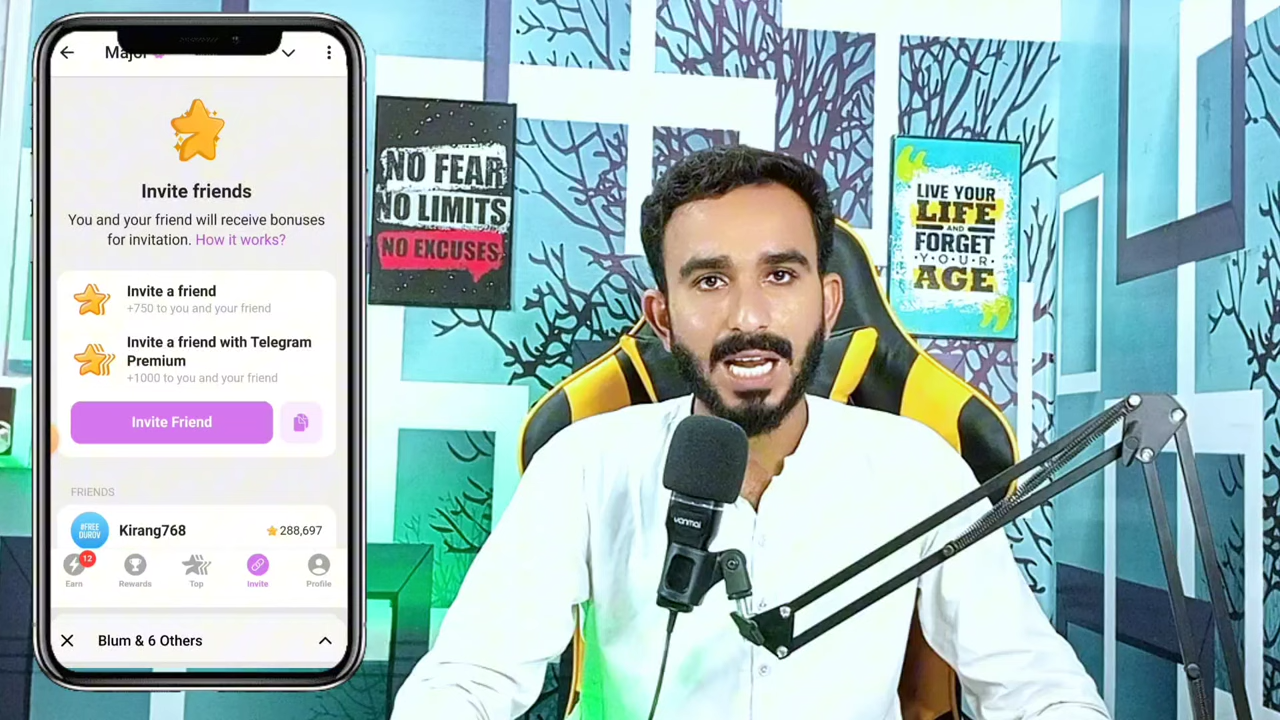 Major
Invite friends
You and your friend will receive bonuses
for invitation. How it works?
Invite a friend
+750 to you and your friend
Invite a friend with Telegram
Premium
+1000 to you and your friend
Invite Friend
FRIENDS
#FREE
DUROV
Kirang768
288,697
12
Earn
Rewards
Top
Invite
Profile
Blum & 6 Others
NO FEAR
NO LIMITS
NO EXCUSES
LIVE YOUR
LIFE
AND
FORGET
YOUR
AGE
vanmai